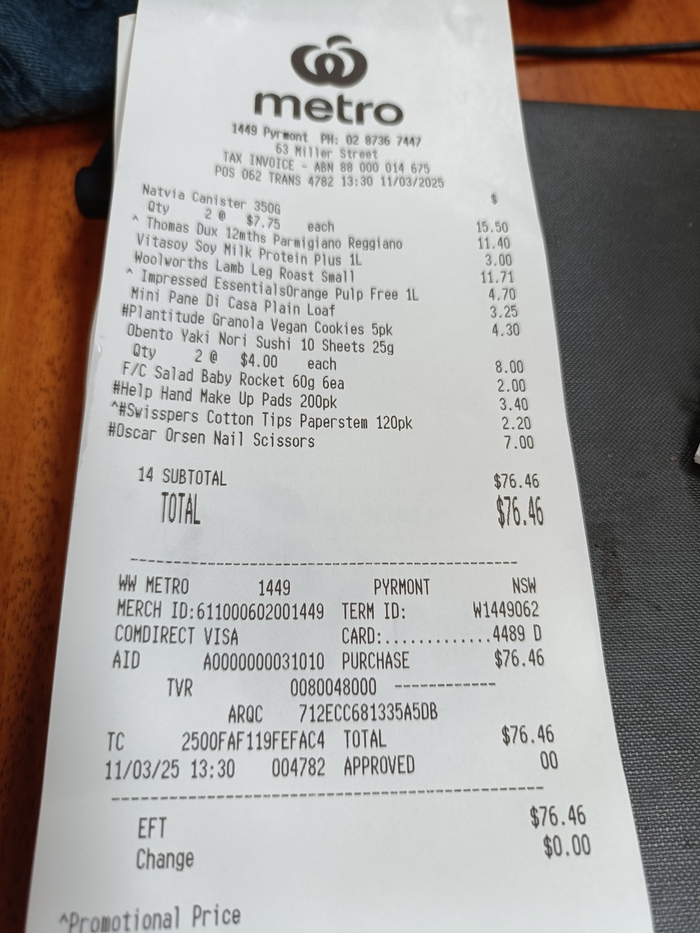 metro
1449 Pyrmont PH: 02 8736 7447
63 Miller Street
TAX INVOICE - ABN 88 000 014 675
POS 062 TRANS 4782 13:30 11/03/2025
$
Natvia Canister 350G
Qty 2 @ $7.75 each 15.50
^ Thomas Dux 12mths Parmigiano Reggiano 11.40
Vitasoy Soy Milk Protein Plus 1L 3.00
Woolworths Lamb Leg Roast Small 11.71
^ Impressed EssentialsOrange Pulp Free 1L 4.70
Mini Pane Di Casa Plain Loaf 3.25
#Plantitude Granola Vegan Cookies 5pk 4.30
Obento Yaki Nori Sushi 10 Sheets 25g
Qty 2 @ $4.00 each 8.00
F/C Salad Baby Rocket 60g 6ea 2.00
#Help Hand Make Up Pads 200pk 3.40
^#Swisspers Cotton Tips Paperstem 120pk 2.20
#Oscar Orsen Nail Scissors 7.00
14 SUBTOTAL $76.46
TOTAL $76.46
WW METRO 1449 PYRMONT NSW
MERCH ID:611000602001449 TERM ID: W1449062
COMDIRECT VISA CARD:.............4489 D
AID A0000000031010 PURCHASE $76.46
TVR 0080048000 ------------
ARQC 712ECC681335A5DB
TC 2500FAF119FEFAC4 TOTAL $76.46
11/03/25 13:30 004782 APPROVED 00
EFT $76.46
Change $0.00
^Promotional Price